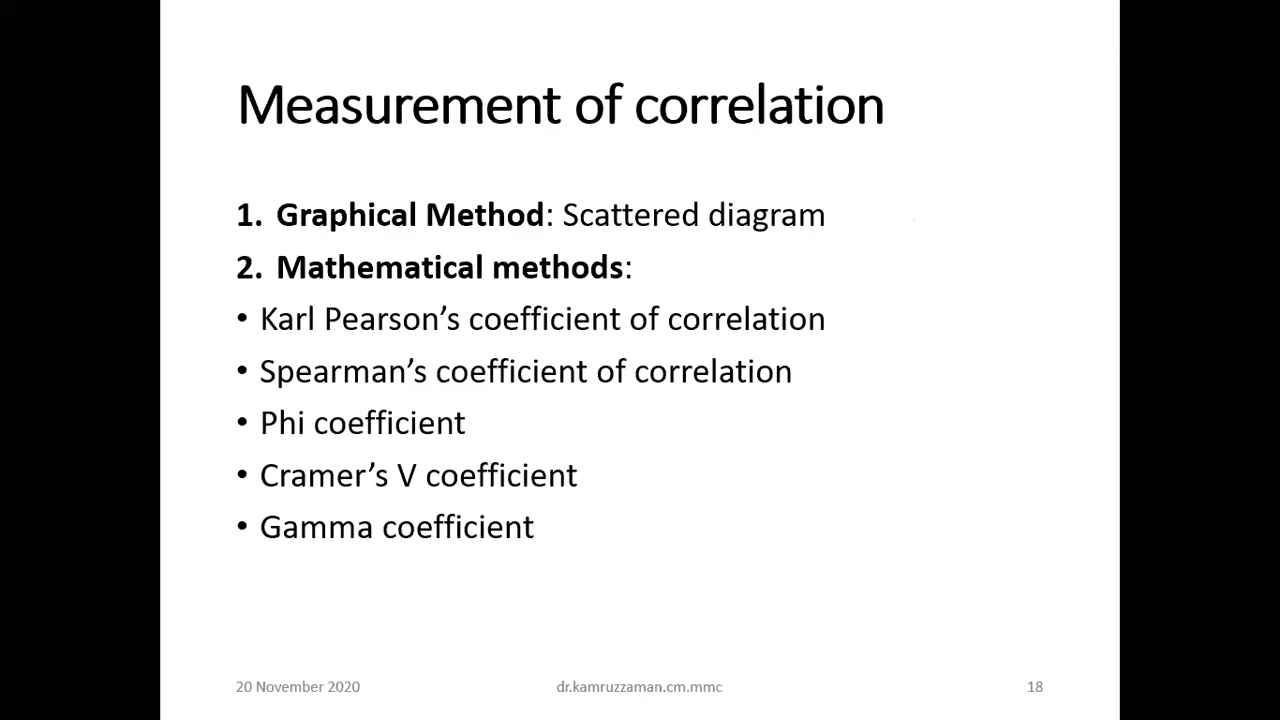 Measurement of correlation
1. Graphical Method: Scattered diagram
2. Mathematical methods:
• Karl Pearson’s coefficient of correlation
• Spearman’s coefficient of correlation
• Phi coefficient
• Cramer’s V coefficient
• Gamma coefficient
20 November 2020
dr.kamruzzaman.cm.mmc
18